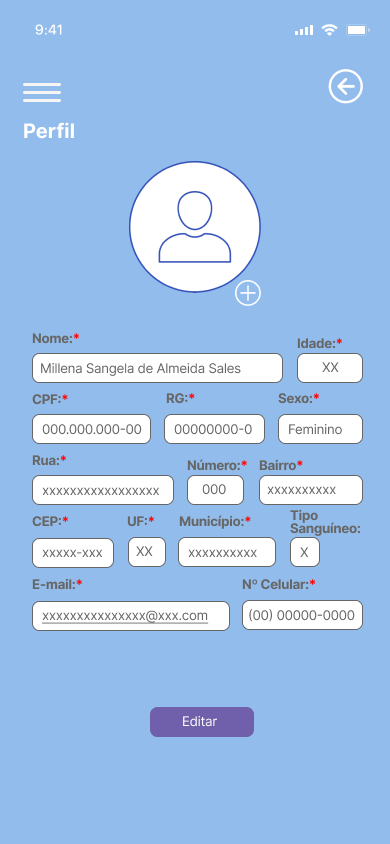 9:41
Perfil
Nome:*
Idade:*
Millena Sangela de Almeida Sales
XX
CPF:*
RG:*
Sexo:*
000.000.000-00
00000000-0
Feminino
Rua:*
Número:*
Bairro*
xxxxxxxxxxxxxxxxx
000
xxxxxxxxxx
CEP:*
UF:*
Município:*
Tipo
Sanguíneo:
xxxxx-xxx
XX
xxxxxxxxxx
X
E-mail:*
Nº Celular:*
xxxxxxxxxxxxxxx@xxx.com
(00) 00000-0000
Editar